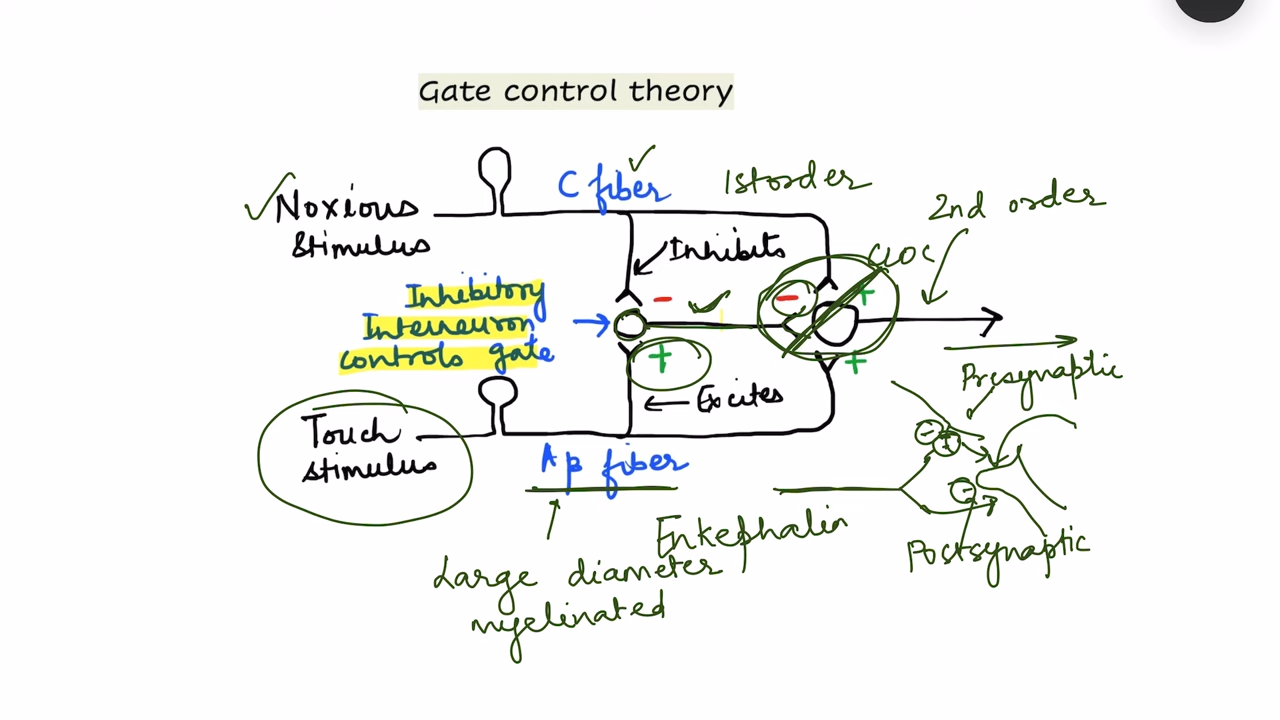 Gate control theory
C fiber
1st order
Noxious
stimulus
2nd order
Inhibits
Inhibitory
Interneuron
controls gate
-
-
+
+
+
Excites
Presynaptic
Touch
stimulus
Aβ fiber
-
+
-
Enkephalin
Postsynaptic
Large diameter
myelinated